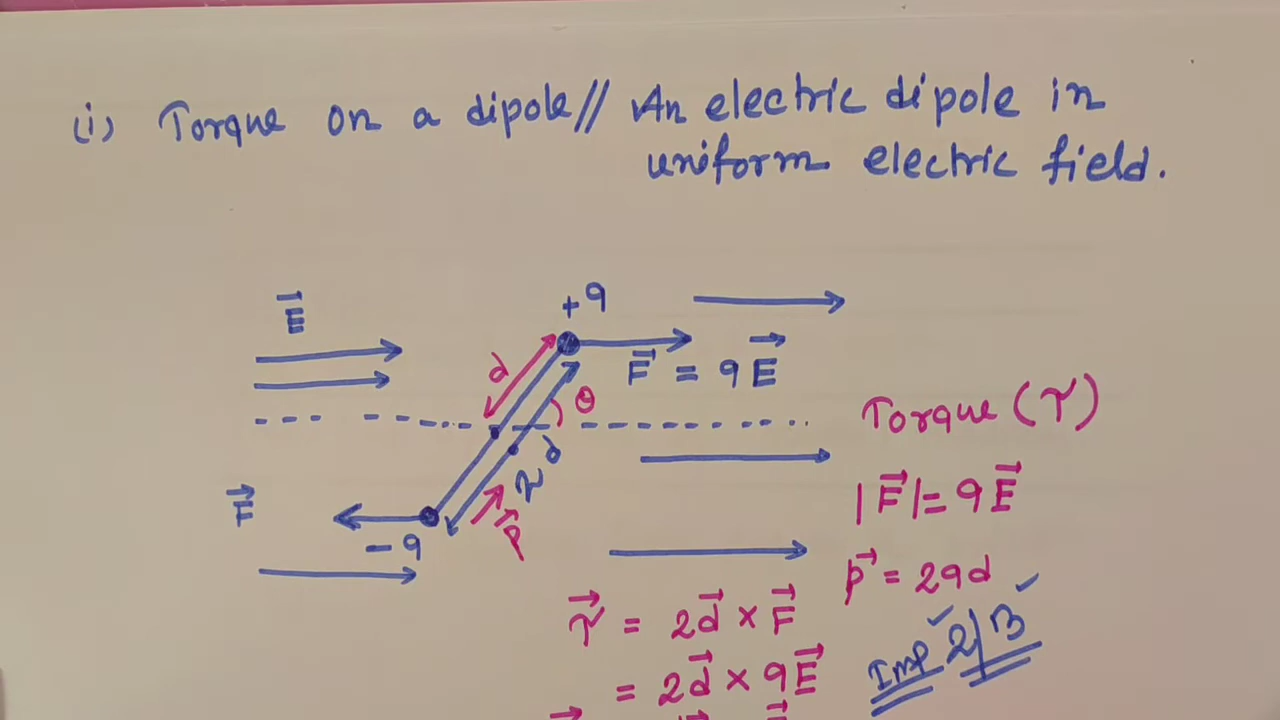 (i) Torque on a dipole// An electric dipole in
uniform electric field.
+q
E⃗
d
F⃗ = qE⃗
θ
Torque (τ)
2d
F⃗
|F⃗| = qE⃗
p⃗
-q
p⃗ = 2qd
τ⃗ = 2d⃗ × F⃗
Imp 2/3
= 2d⃗ × qE⃗